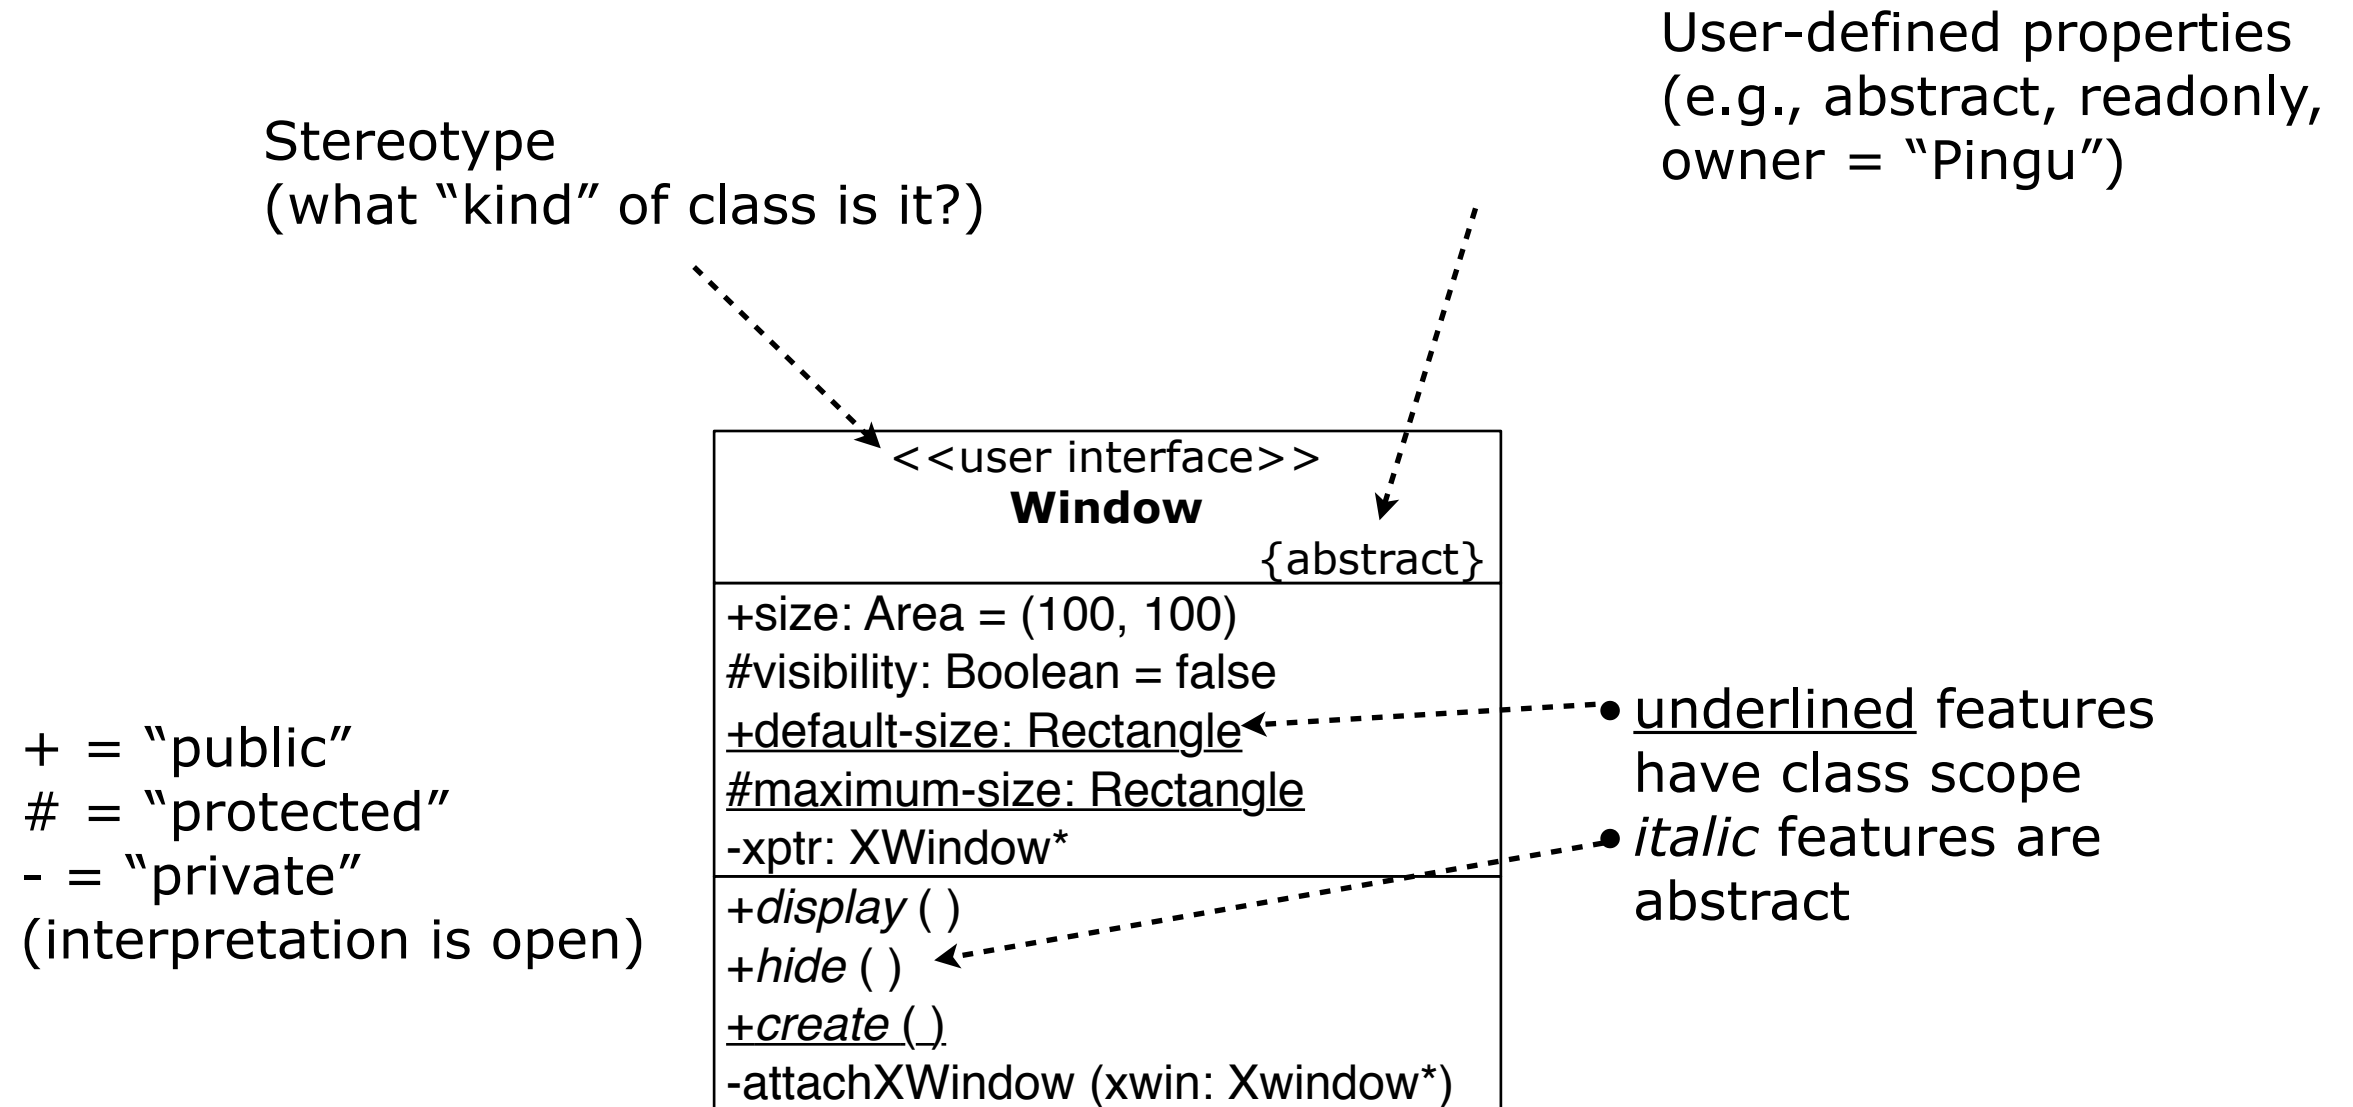 User-defined properties
(e.g., abstract, readonly,
owner = “Pingu”)
Stereotype
(what “kind” of class is it?)
<<user interface>>
Window
{abstract}
+size: Area = (100, 100)
#visibility: Boolean = false
+default-size: Rectangle
#maximum-size: Rectangle
-xptr: XWindow*
+display ( )
+hide ( )
+create ( )
-attachXWindow (xwin: Xwindow*)
+ = “public”
# = “protected”
- = “private”
(interpretation is open)
• underlined features
have class scope
• italic features are
abstract